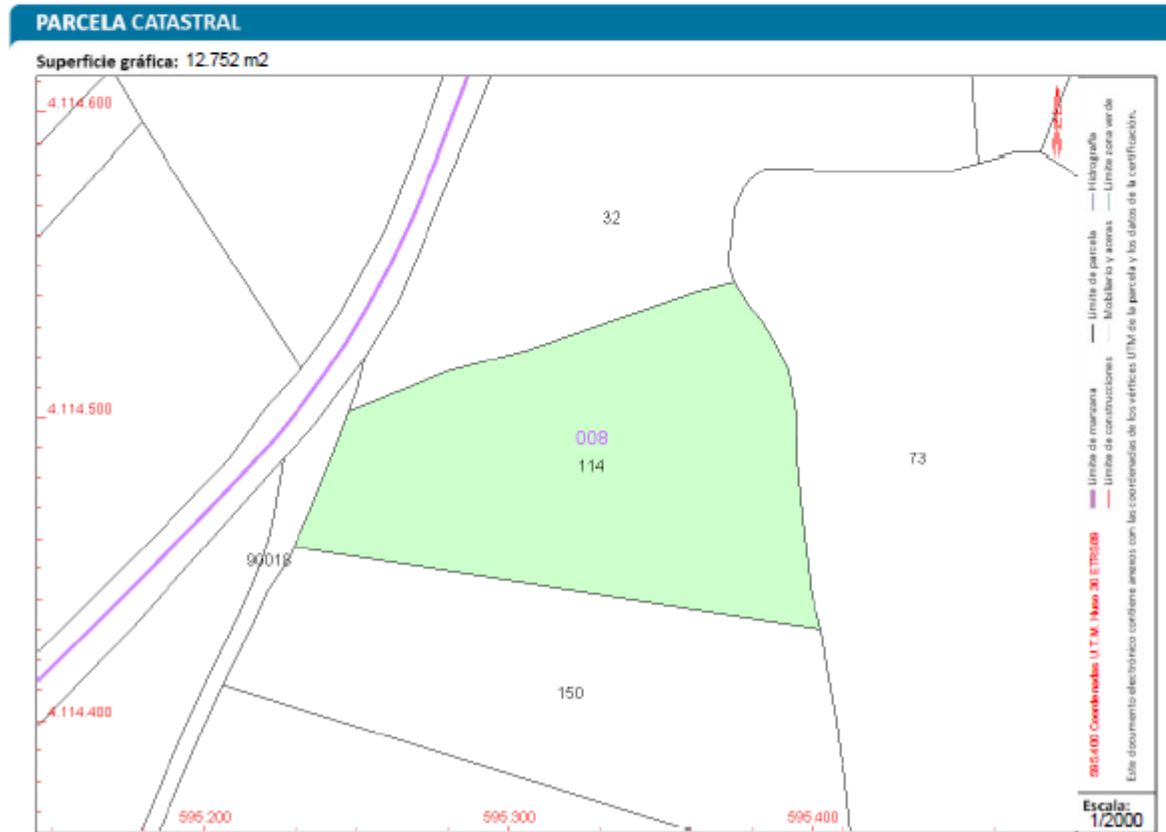 PARCELA CATASTRAL
Superficie gráfica: 12.752 m2
4.114.600
32
4.114.500
008
114
73
90018
150
4.114.400
595.200
595.300
595.400
Límite de manzana
Límite de parcela
Hidrografía
Límite de construcciones
Mobiliario y aceras
Límite zona verde
595.400 Coordenadas U.T.M. Huso 30 ETRS89
Este documento electrónico contiene anexos con las coordenadas de los vértices UTM de la parcela y los datos de la certificación.
Escala:
1/2000